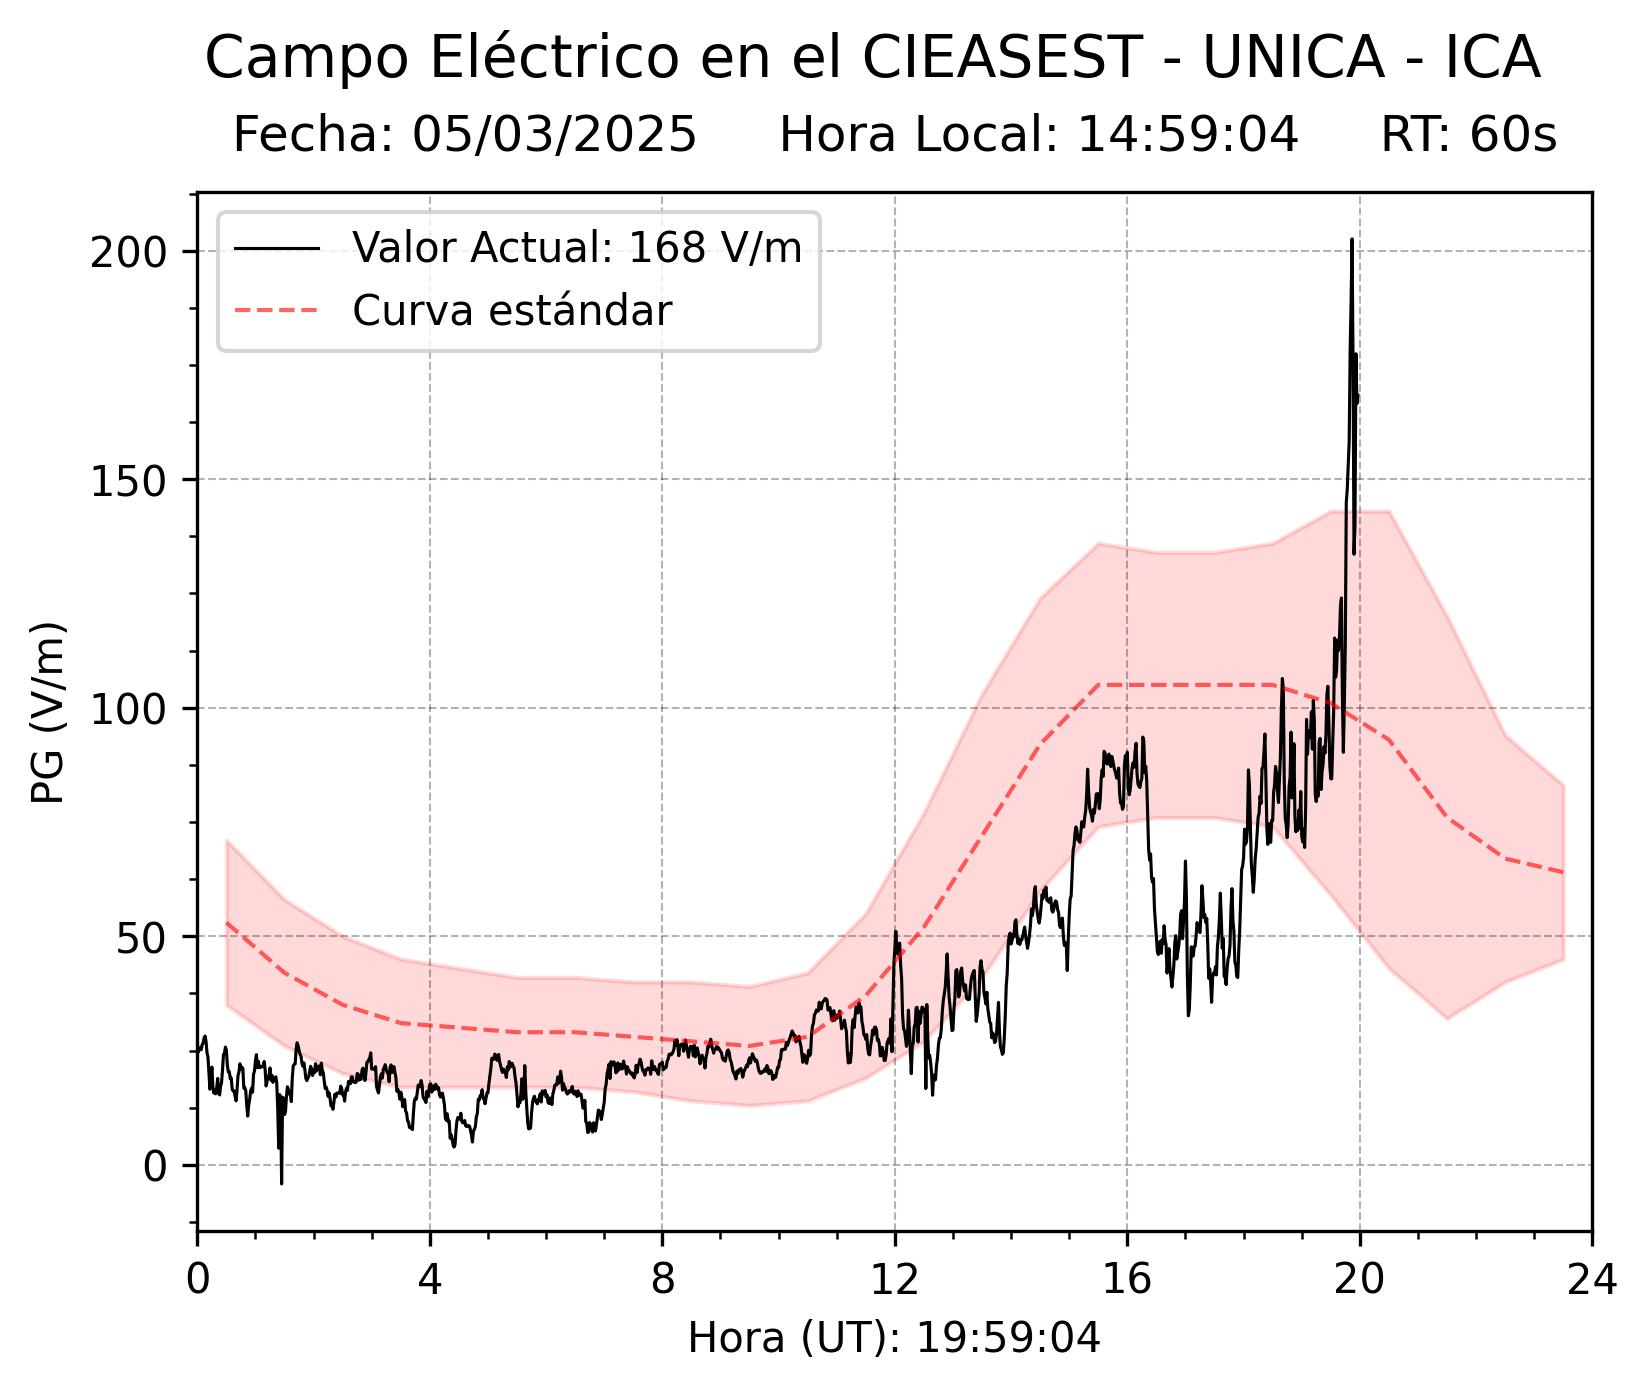 Campo Eléctrico en el CIEASEST - UNICA - ICA
Fecha: 05/03/2025 Hora Local: 14:59:04 RT: 60s
Valor Actual: 168 V/m
Curva estándar
PG (V/m)
200
150
100
50
0
0 4 8 12 16 20 24
Hora (UT): 19:59:04